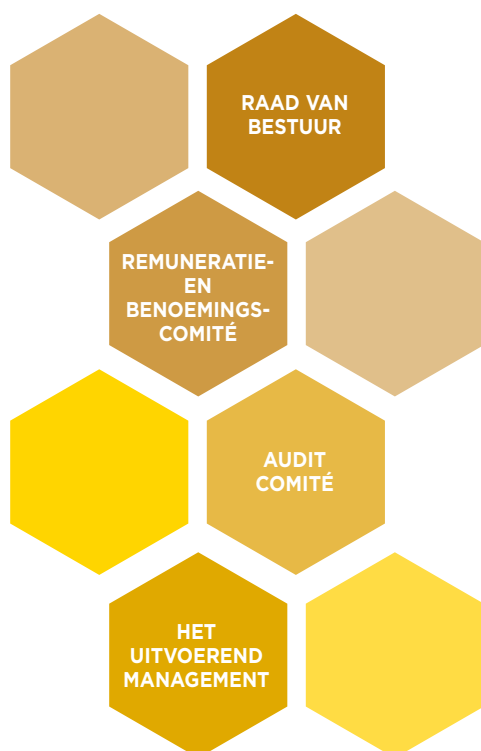 RAAD VAN
BESTUUR
REMUNERATIE-
EN
BENOEMINGS-
COMITÉ
AUDIT
COMITÉ
HET
UITVOEREND
MANAGEMENT